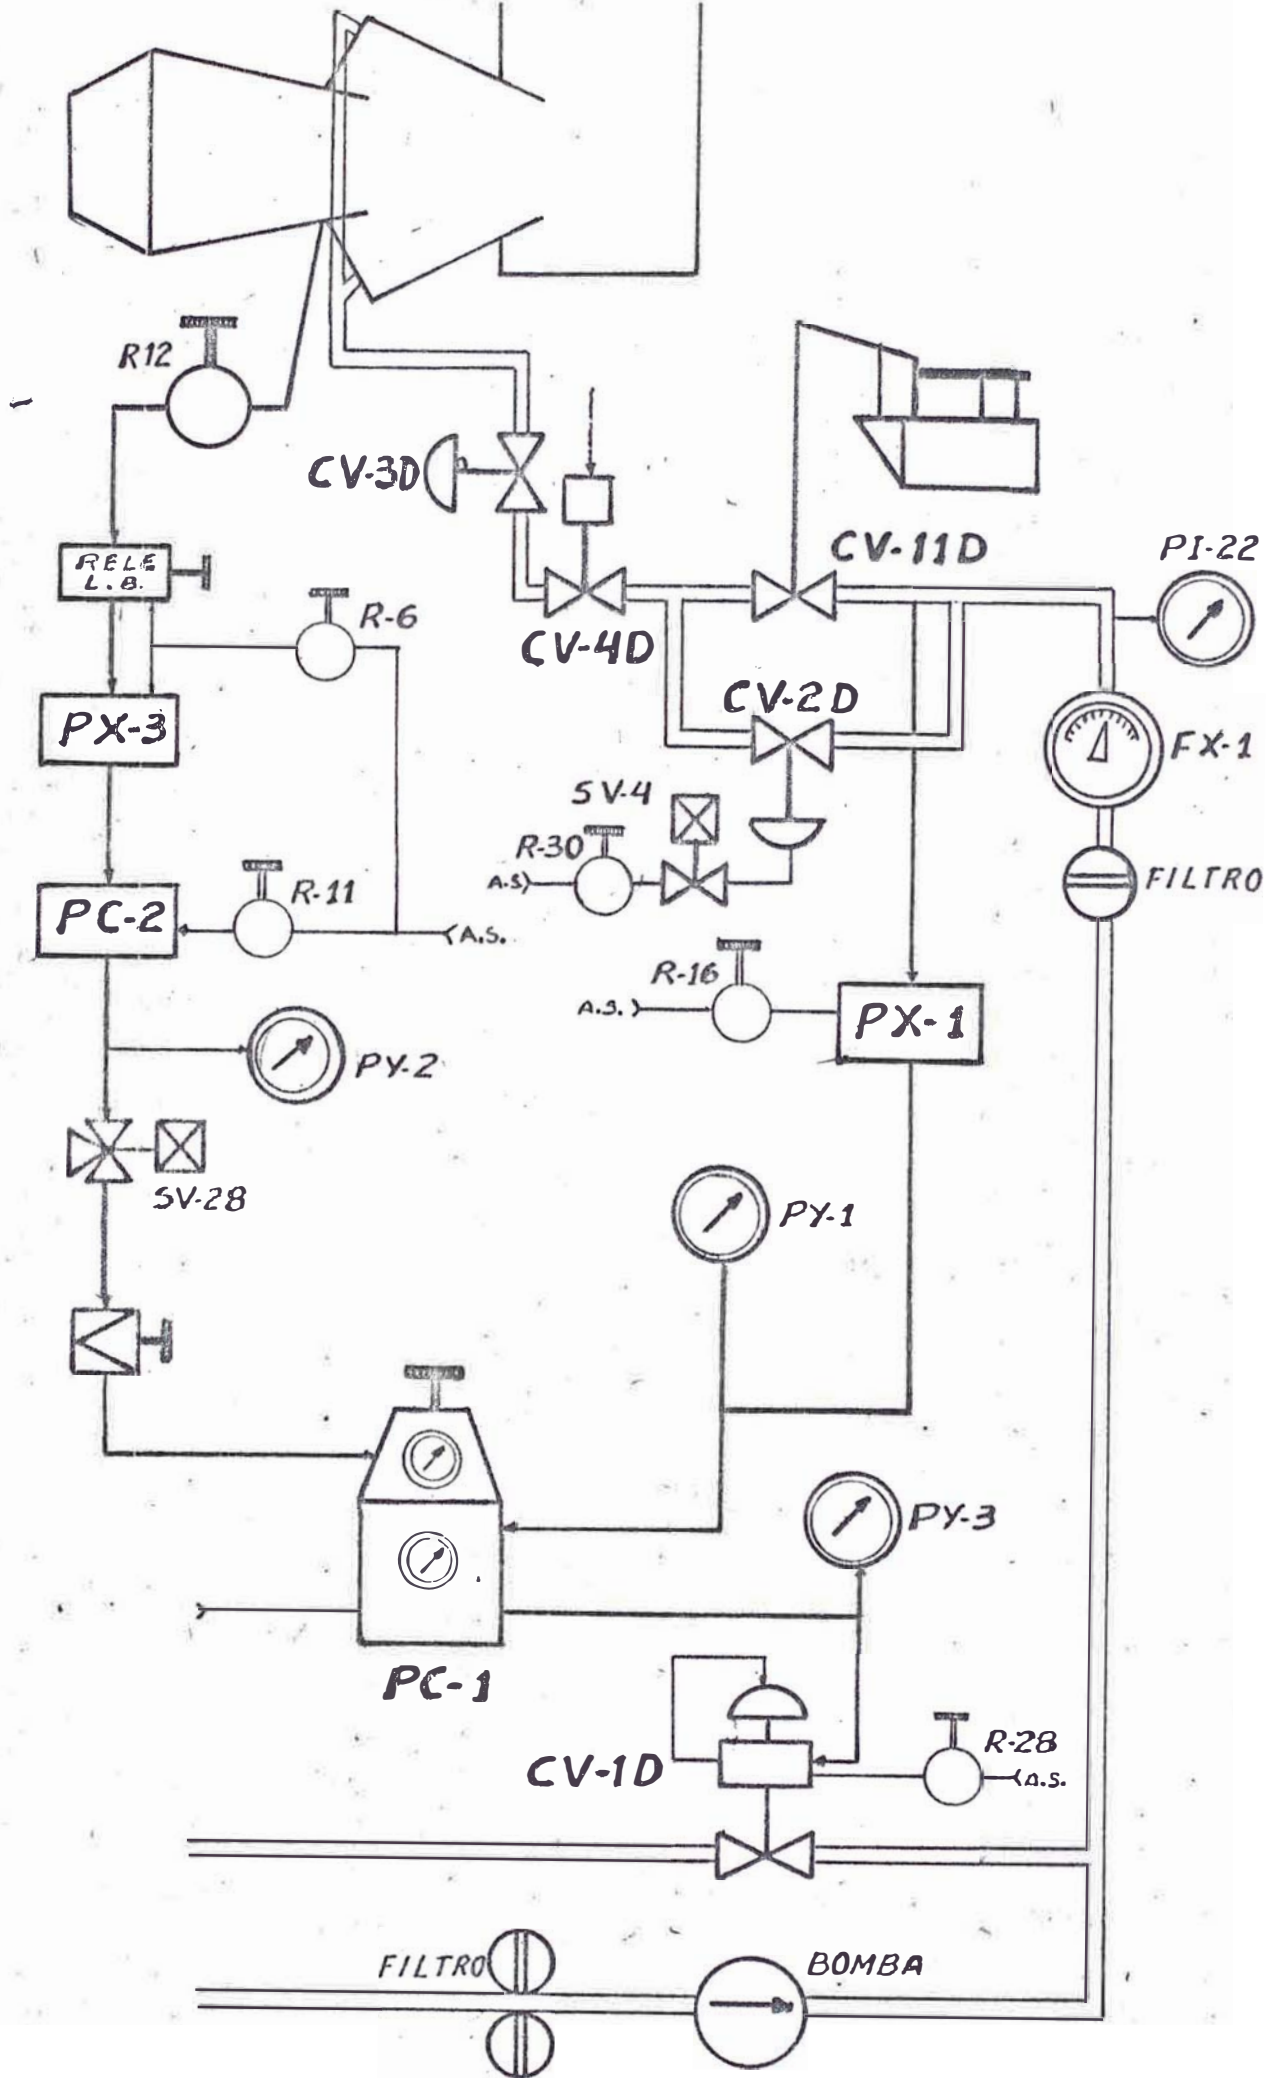 R12
CV-3D
CV-11D
PI-22
RELE
L.B.
R-6
CV-4D
PX-3
CV-2D
FX-1
SV-4
R-30
A.S.
FILTRO
R-11
PC-2
A.S.
R-16
A.S.
PX-1
PY-2
SV-28
PY-1
PY-3
PC-1
R-28
CV-1D
A.S.
FILTRO
BOMBA